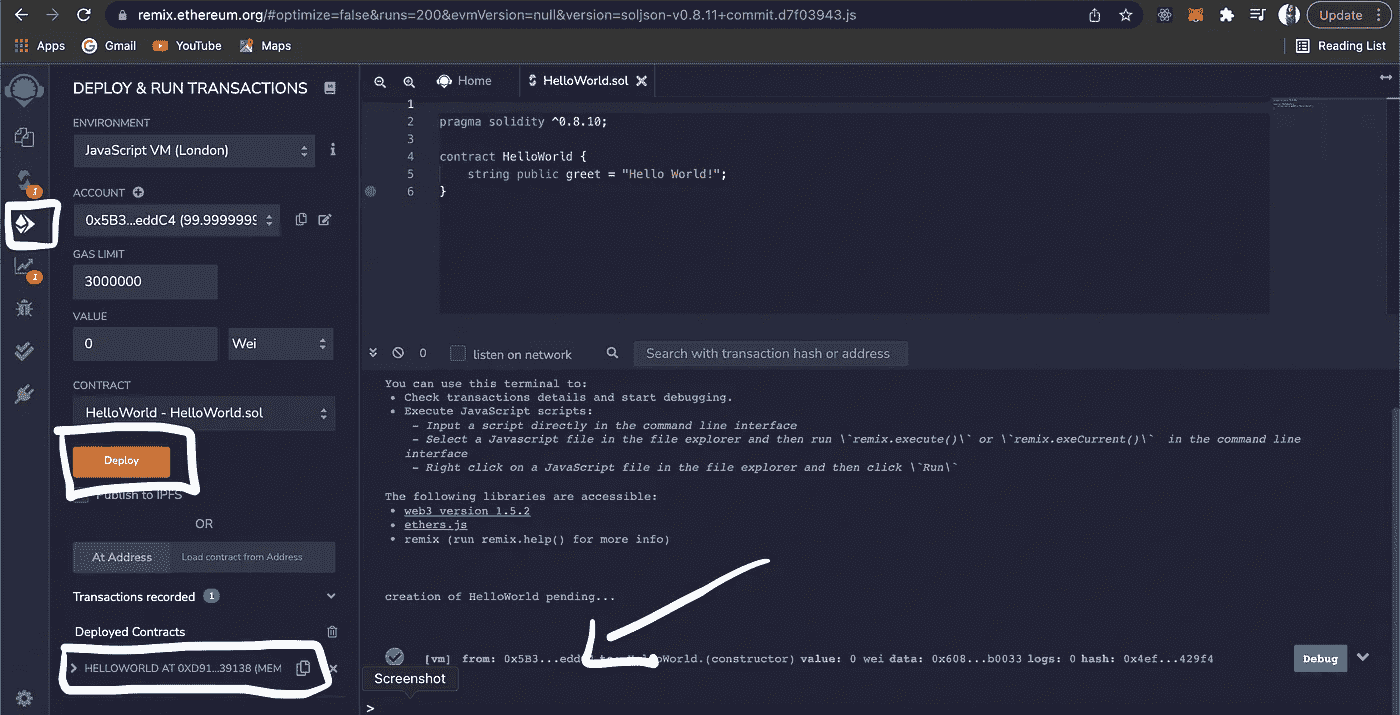 remix.ethereum.org/#optimize=false&runs=200&evmVersion=null&version=soljson-v0.8.11+commit.d7f03943.js
Update
Apps
Gmail
YouTube
Maps
Reading List
DEPLOY & RUN TRANSACTIONS
ENVIRONMENT
JavaScript VM (London)
i
1
ACCOUNT
0x5B3...eddC4 (99.9999999
GAS LIMIT
1
3000000
VALUE
0
Wei
CONTRACT
HelloWorld - HelloWorld.sol
Deploy
Publish to IPFS
OR
At Address
Load contract from Address
Transactions recorded 1
Deployed Contracts
HELLOWORLD AT 0XD91...39138 (MEM
Home
HelloWorld.sol
1
2 pragma solidity ^0.8.10;
3
4 contract HelloWorld {
5 string public greet = "Hello World!";
6 }
0
listen on network
Search with transaction hash or address
You can use this terminal to:
• Check transactions details and start debugging.
• Execute JavaScript scripts:
- Input a script directly in the command line interface
- Select a Javascript file in the file explorer and then run \`remix.execute()\` or \`remix.exeCurrent()\` in the command line
interface
- Right click on a JavaScript file in the file explorer and then click \`Run\`
The following libraries are accessible:
• web3 version 1.5.2
• ethers.js
• remix (run remix.help() for more info)
creation of HelloWorld pending...
[vm] from: 0x5B3...edd HelloWorld.(constructor) value: 0 wei data: 0x608...b0033 logs: 0 hash: 0x4ef...429f4
Debug
Screenshot
>